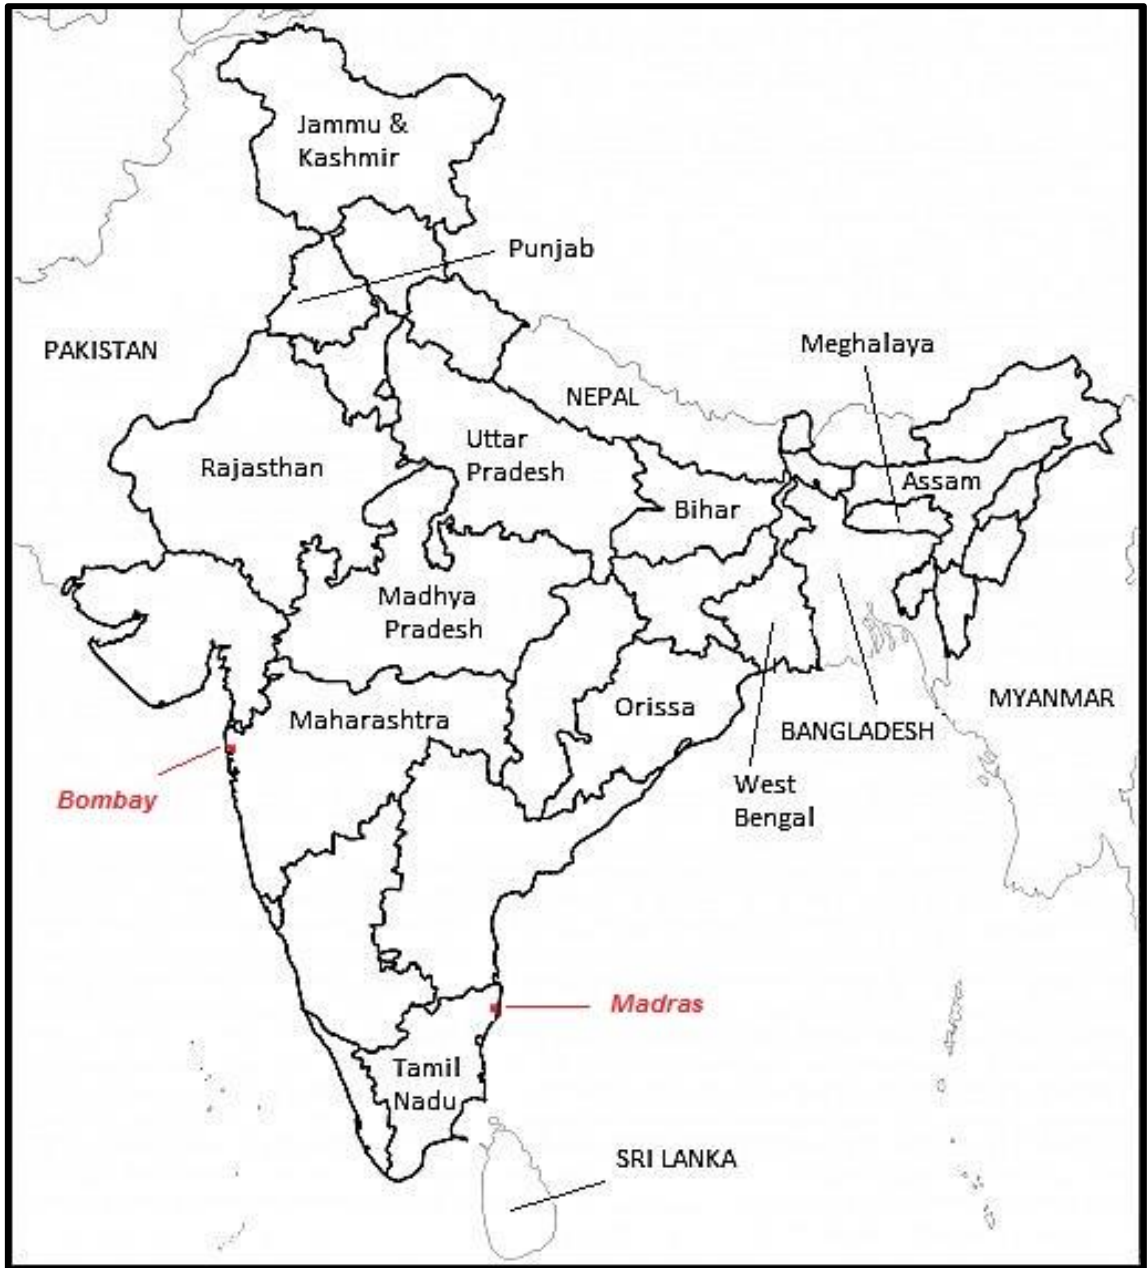 Jammu &
Kashmir
Punjab
PAKISTAN
Meghalaya
NEPAL
Uttar
Pradesh
Rajasthan
Assam
Bihar
Madhya
Pradesh
Maharashtra
Orissa
MYANMAR
BANGLADESH
West
Bengal
Bombay
Madras
Tamil
Nadu
SRI LANKA